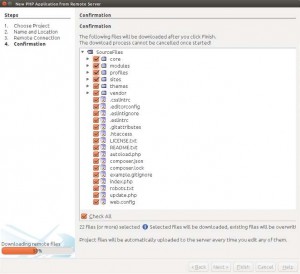 New PHP Application from Remote Server
Steps
1. Choose Project
2. Name and Location
3. Remote Connection
4. Confirmation
Confirmation
Confirmation
The following files will be downloaded after you click Finish.
The download process cannot be cancelled once started!
SourceFiles
core
modules
profiles
sites
themes
vendor
.csslintrc
.editorconfig
.eslintignore
.eslintrc
.gitattributes
.htaccess
LICENSE.txt
README.txt
autoload.php
composer.json
composer.lock
example.gitignore
index.php
robots.txt
update.php
web.config
Check All
22 files (or more) selected
Selected files will be downloaded, existing files will be overwrit
Project files will be automatically uploaded to the server every time you edit any of them.
Downloading remote files
< Back
Next >
Finish
Cancel
Help